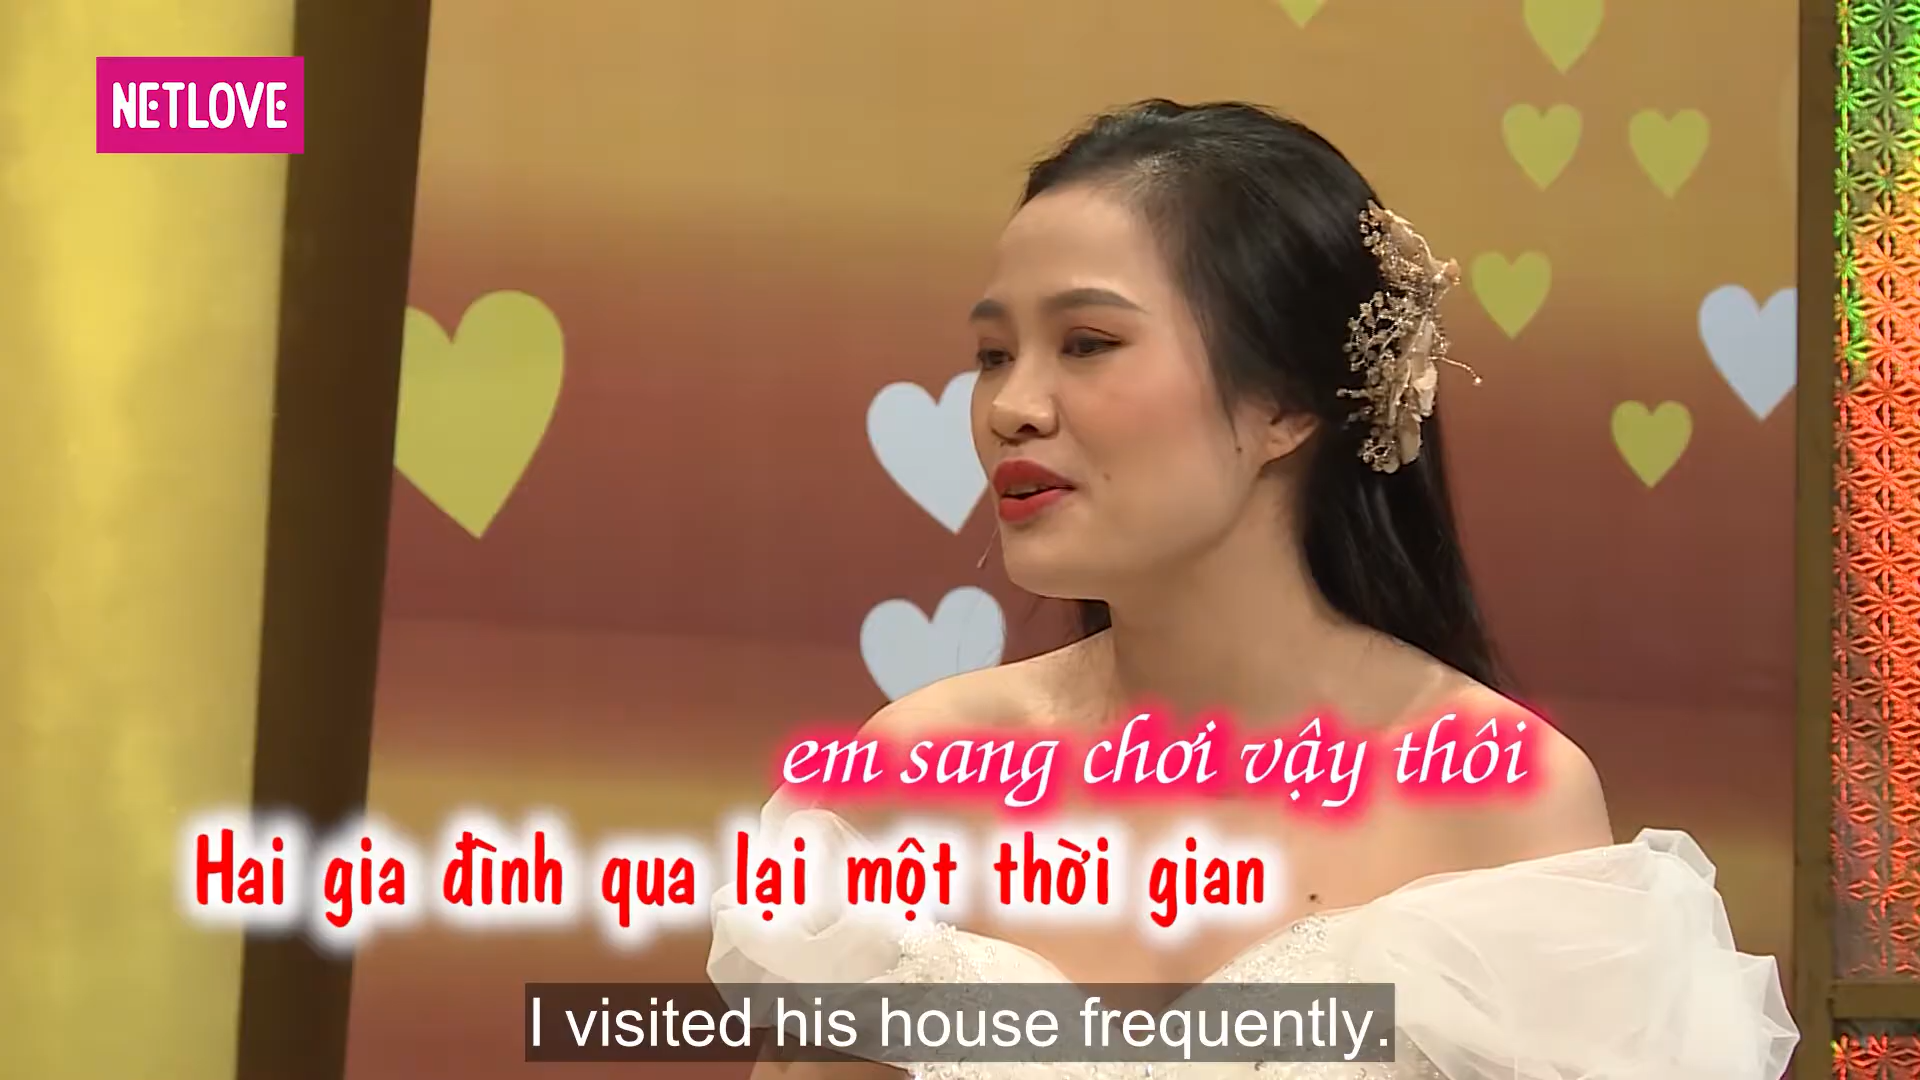 NETLOVE
em sang chơi vậy thôi
Hai gia đình qua lại một thời gian
I visited his house frequently.